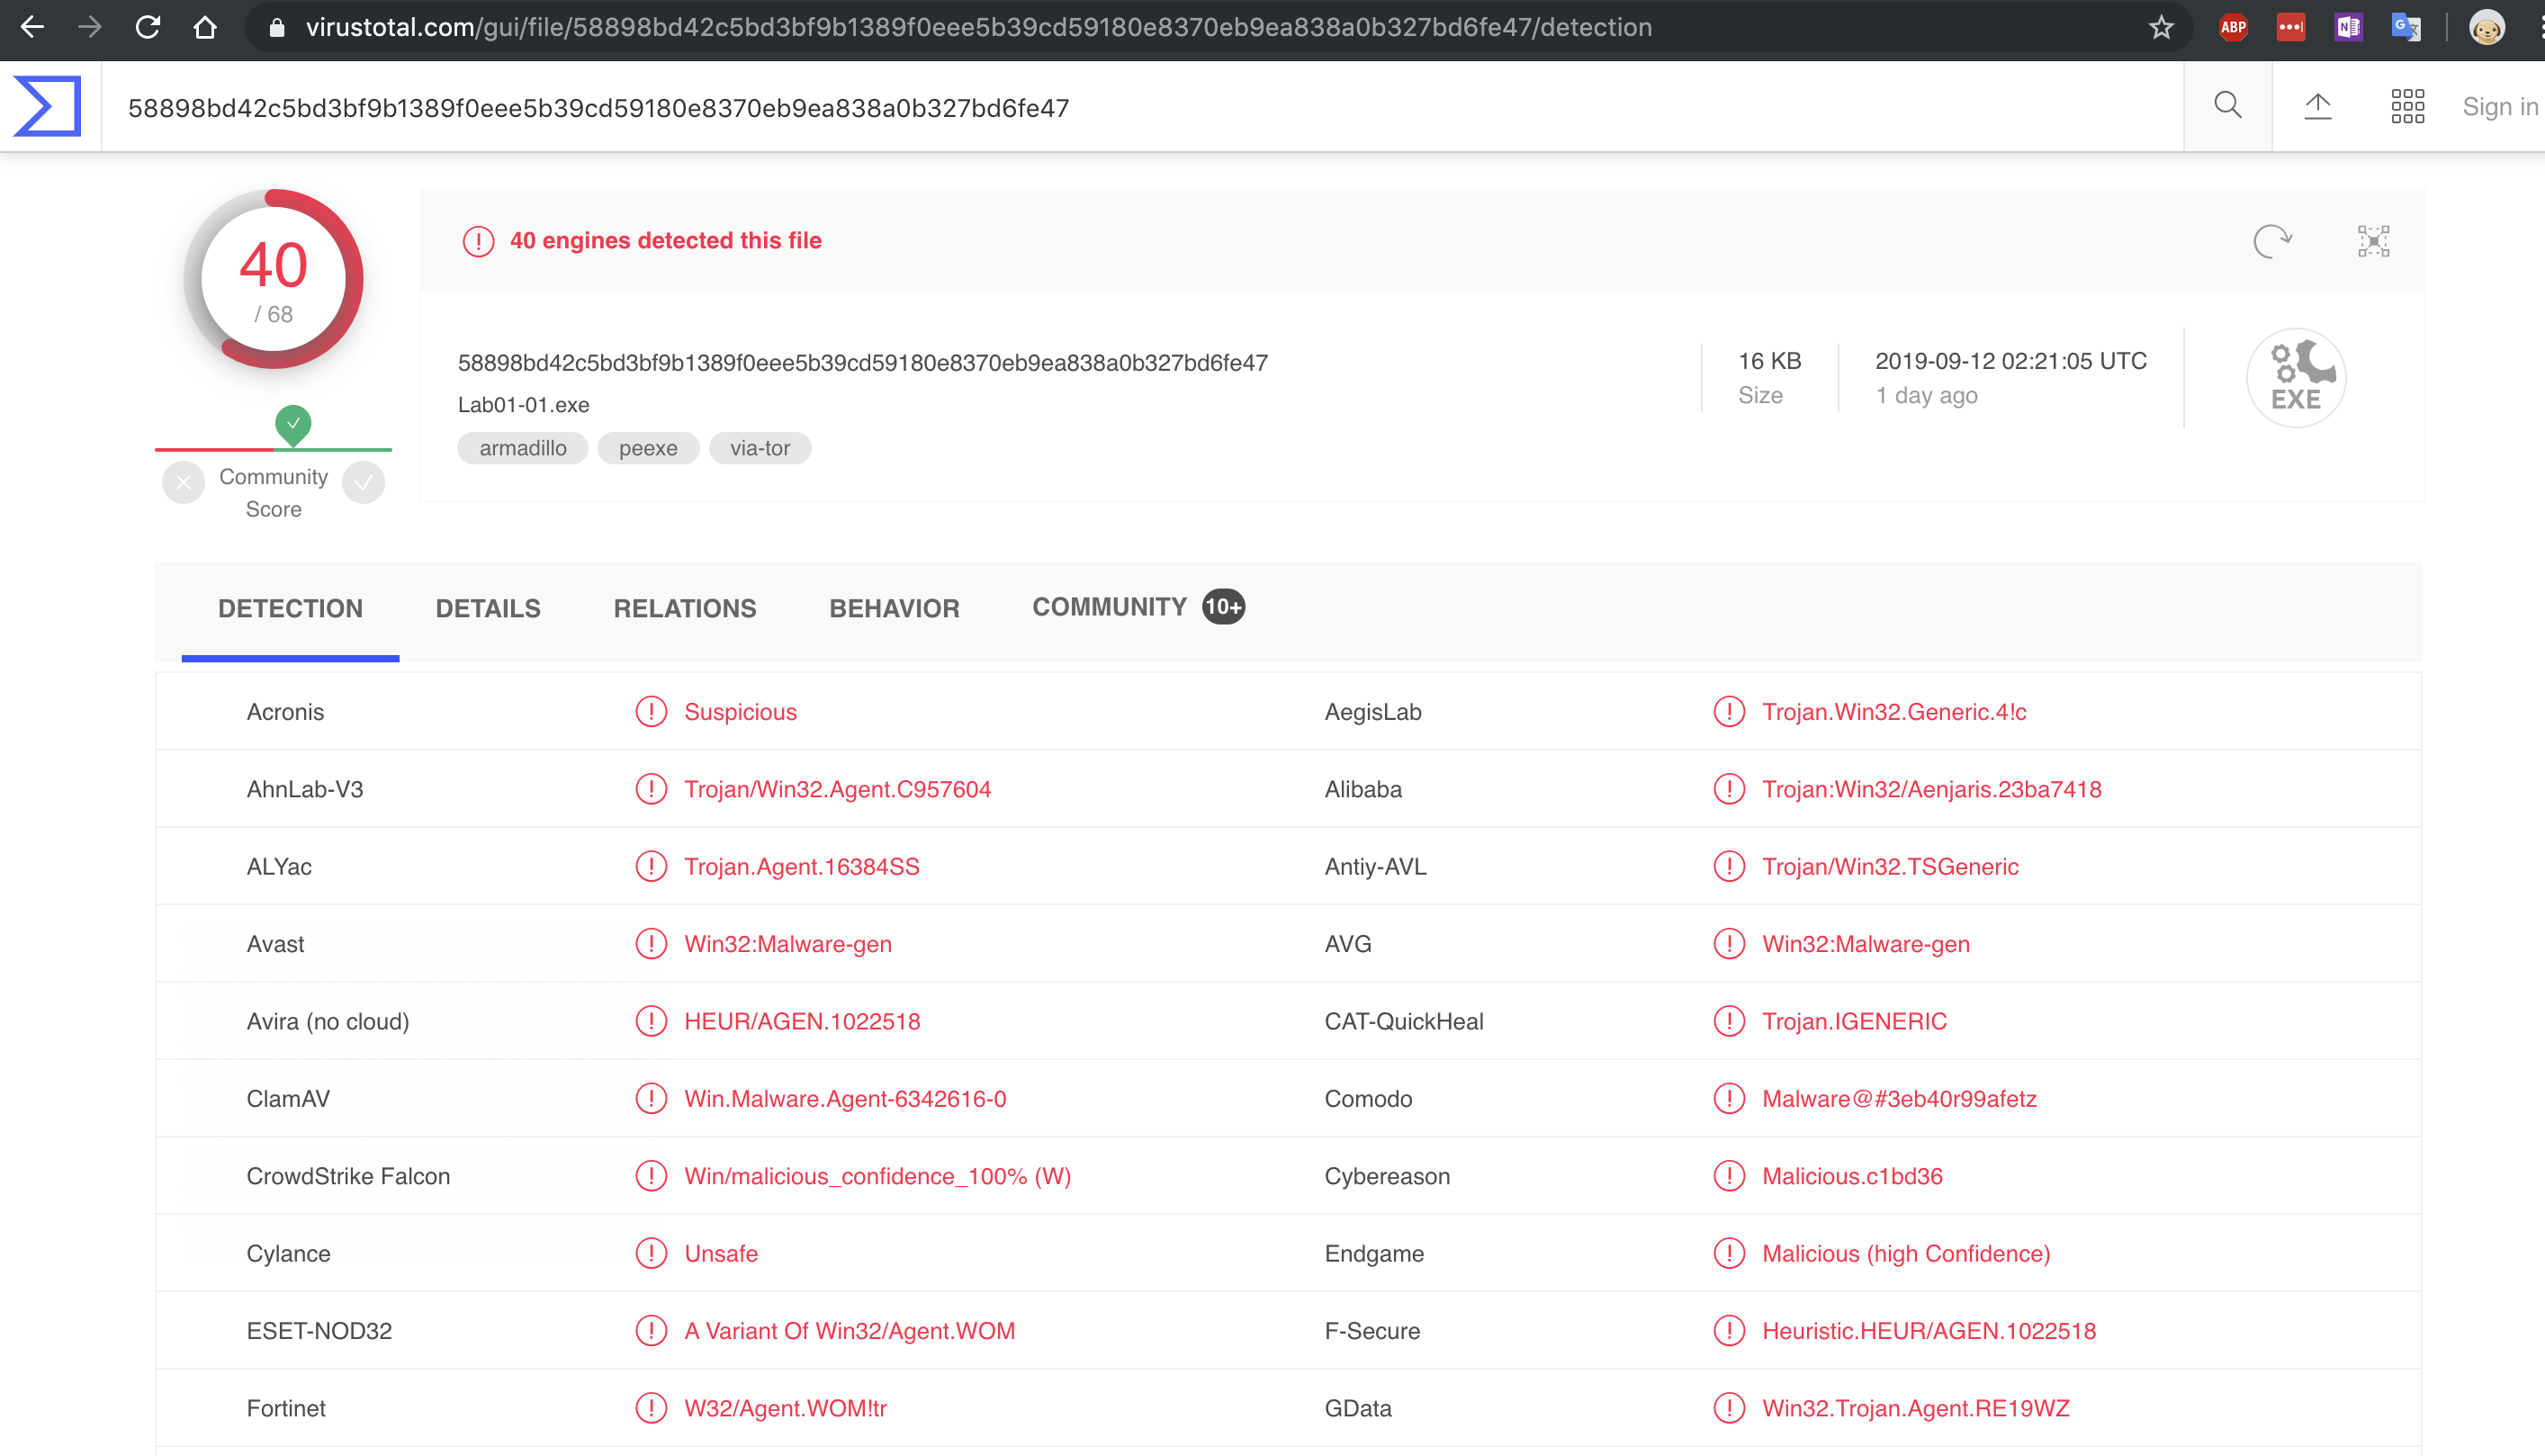 virustotal.com/gui/file/58898bd42c5bd3bf9b1389f0eee5b39cd59180e8370eb9ea838a0b327bd6fe47/detection
ABP
N
G
58898bd42c5bd3bf9b1389f0eee5b39cd59180e8370eb9ea838a0b327bd6fe47
Sign in
40
/ 68
40 engines detected this file
58898bd42c5bd3bf9b1389f0eee5b39cd59180e8370eb9ea838a0b327bd6fe47
Lab01-01.exe
armadillo peexe via-tor
16 KB
Size
2019-09-12 02:21:05 UTC
1 day ago
EXE
Community
Score
DETECTION DETAILS RELATIONS BEHAVIOR COMMUNITY 10+
Acronis Suspicious AegisLab Trojan.Win32.Generic.4!c
AhnLab-V3 Trojan/Win32.Agent.C957604 Alibaba Trojan:Win32/Aenjaris.23ba7418
ALYac Trojan.Agent.16384SS Antiy-AVL Trojan/Win32.TSGeneric
Avast Win32:Malware-gen AVG Win32:Malware-gen
Avira (no cloud) HEUR/AGEN.1022518 CAT-QuickHeal Trojan.IGENERIC
ClamAV Win.Malware.Agent-6342616-0 Comodo Malware@#3eb40r99afetz
CrowdStrike Falcon Win/malicious_confidence_100% (W) Cybereason Malicious.c1bd36
Cylance Unsafe Endgame Malicious (high Confidence)
ESET-NOD32 A Variant Of Win32/Agent.WOM F-Secure Heuristic.HEUR/AGEN.1022518
Fortinet W32/Agent.WOM!tr GData Win32.Trojan.Agent.RE19WZ